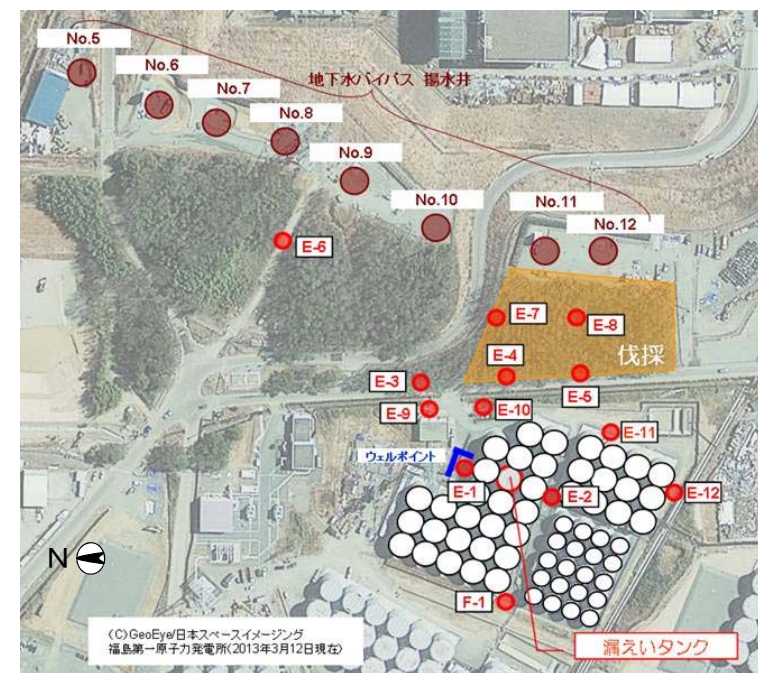 No.5
No.6
No.7
No.8
No.9
No.10
No.11
No.12
地下水バイパス 揚水井
E-6
E-7
E-8
伐採
E-4
E-5
E-3
E-9
E-10
E-11
ウェルポイント
E-1
E-2
E-12
N
F-1
漏えいタンク
(C)GeoEye/日本スペースイメージング
福島第一原子力発電所(2013年3月12日現在)